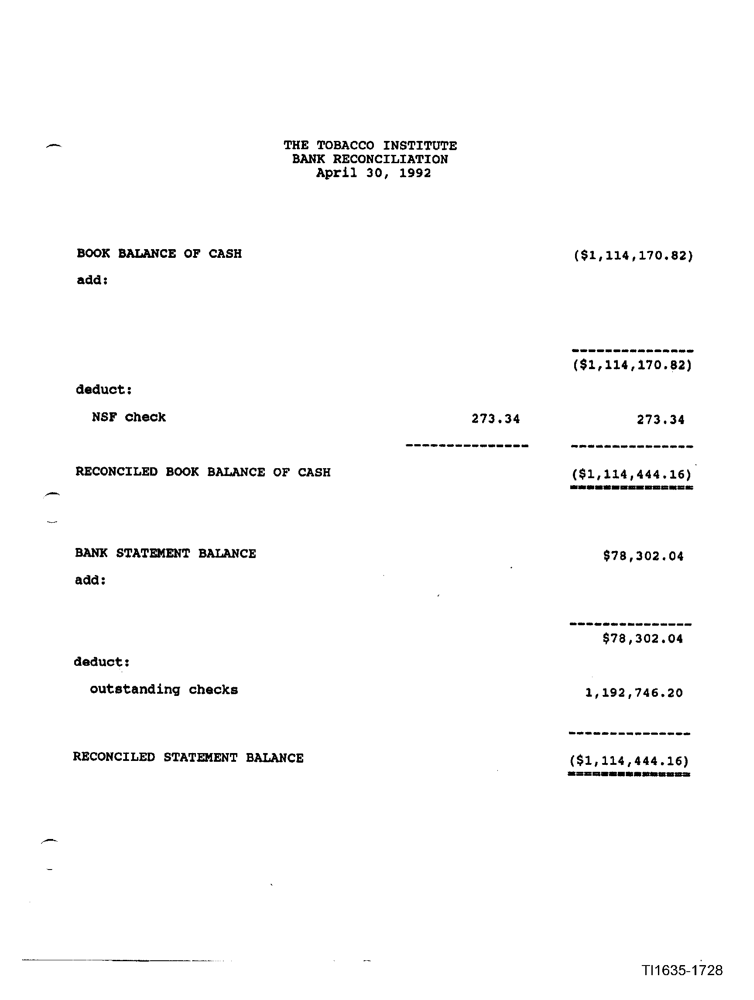 THE TOBACCO INSTITUTE
BANK RECONCILIATION
April 30, 1992
BOOK BALANCE OF CASH ($1,114,170.82)
add:
---------------
($1,114,170.82)
deduct:
NSF check 273.34 273.34
--------------- ---------------
RECONCILED BOOK BALANCE OF CASH ($1,114,444.16)
===============
BANK STATEMENT BALANCE $78,302.04
add:
---------------
$78,302.04
deduct:
outstanding checks 1,192,746.20
---------------
RECONCILED STATEMENT BALANCE ($1,114,444.16)
===============
TI1635-1728